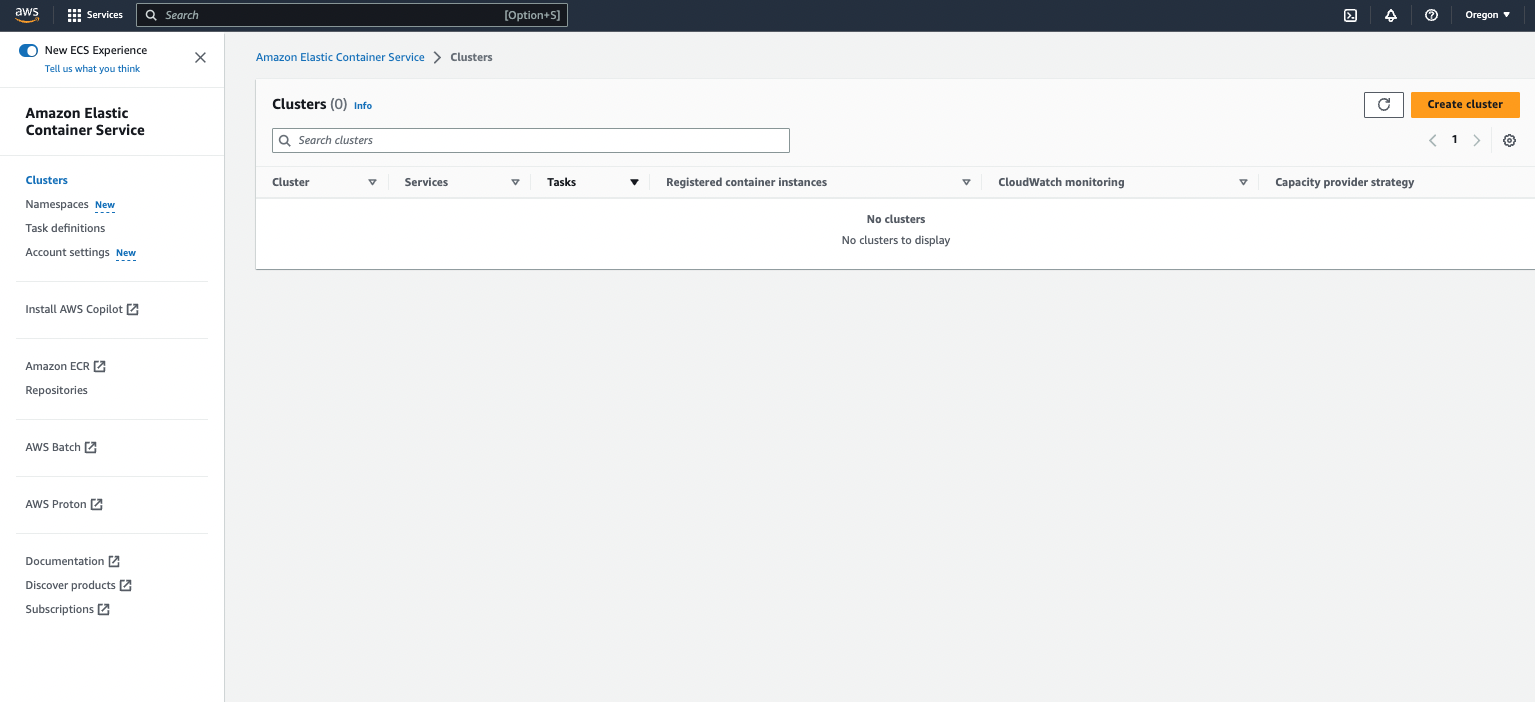 aws
Services
Search
[Option+S]
Oregon
New ECS Experience
Tell us what you think
Amazon Elastic
Container Service
Clusters
Namespaces New
Task definitions
Account settings New
Install AWS Copilot
Amazon ECR
Repositories
AWS Batch
AWS Proton
Documentation
Discover products
Subscriptions
Amazon Elastic Container Service
Clusters
Clusters (0) Info
Create cluster
Search clusters
1
Cluster
Services
Tasks
Registered container instances
CloudWatch monitoring
Capacity provider strategy
No clusters
No clusters to display